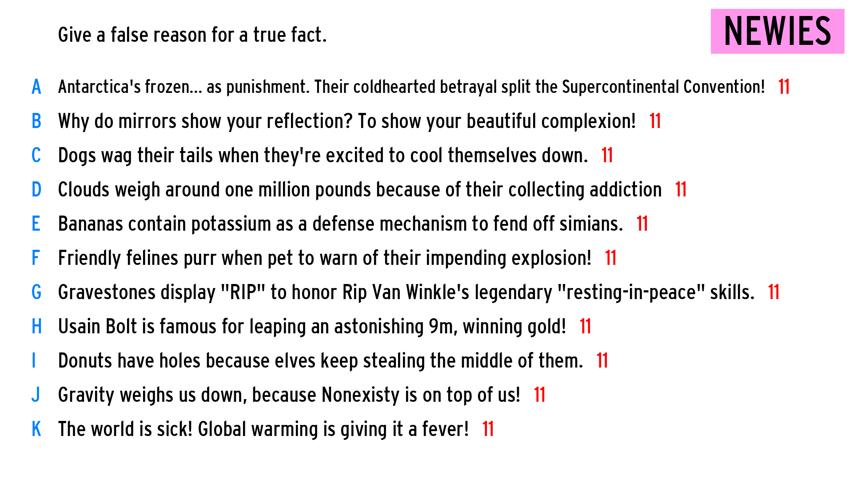 Give a false reason for a true fact.
NEWIES
A Antarctica's frozen... as punishment. Their coldhearted betrayal split the Supercontinental Convention! 11
B Why do mirrors show your reflection? To show your beautiful complexion! 11
C Dogs wag their tails when they're excited to cool themselves down. 11
D Clouds weigh around one million pounds because of their collecting addiction 11
E Bananas contain potassium as a defense mechanism to fend off simians. 11
F Friendly felines purr when pet to warn of their impending explosion! 11
G Gravestones display "RIP" to honor Rip Van Winkle's legendary "resting-in-peace" skills. 11
H Usain Bolt is famous for leaping an astonishing 9m, winning gold! 11
I Donuts have holes because elves keep stealing the middle of them. 11
J Gravity weighs us down, because Nonexisty is on top of us! 11
K The world is sick! Global warming is giving it a fever! 11